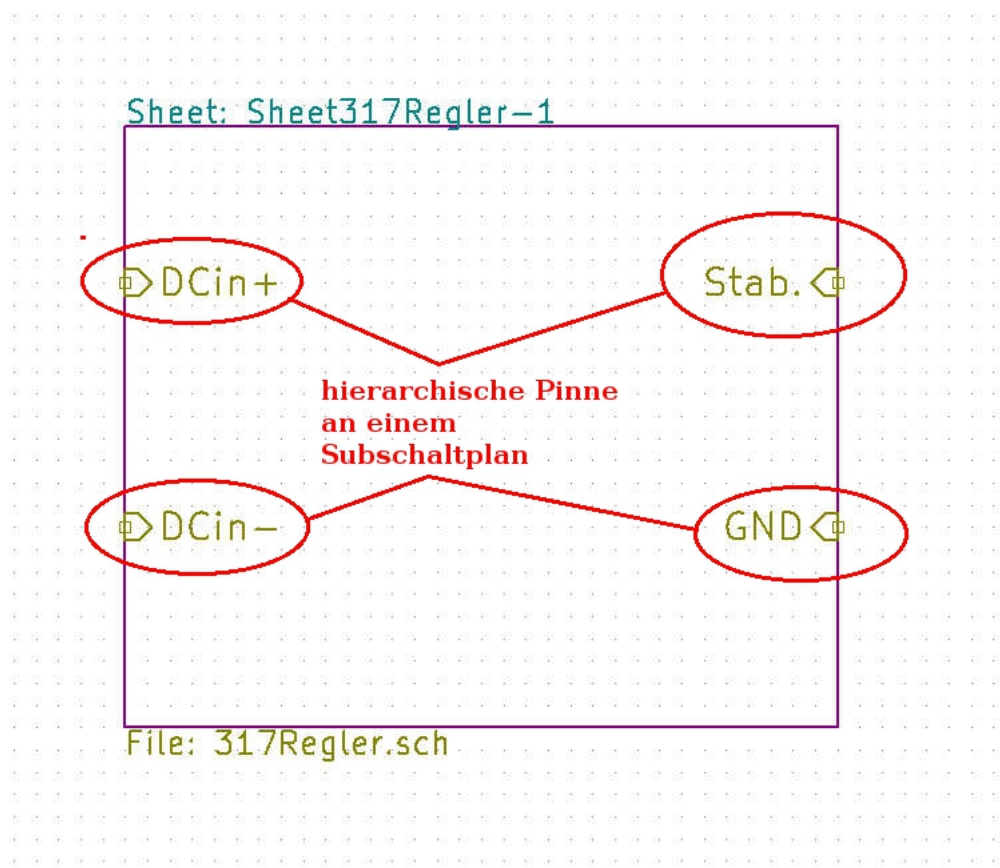 Sheet: Sheet317Regler-1
DCin+
Stab.
hierarchische Pinne
an einem
Subschaltplan
DCin-
GND
File: 317Regler.sch